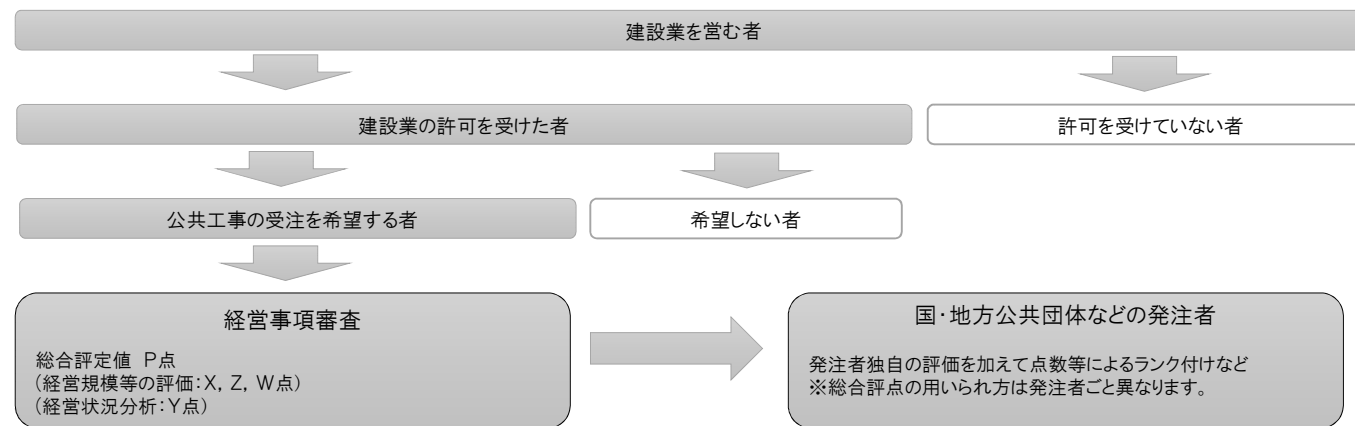 建設業を営む者
建設業の許可を受けた者
許可を受けていない者
公共工事の受注を希望する者
希望しない者
経営事項審査
総合評定値 P点
(経営規模等の評価:X, Z, W点)
(経営状況分析:Y点)
国・地方公共団体などの発注者
発注者独自の評価を加えて点数等によるランク付けなど
※総合評点の用いられ方は発注者ごと異なります。